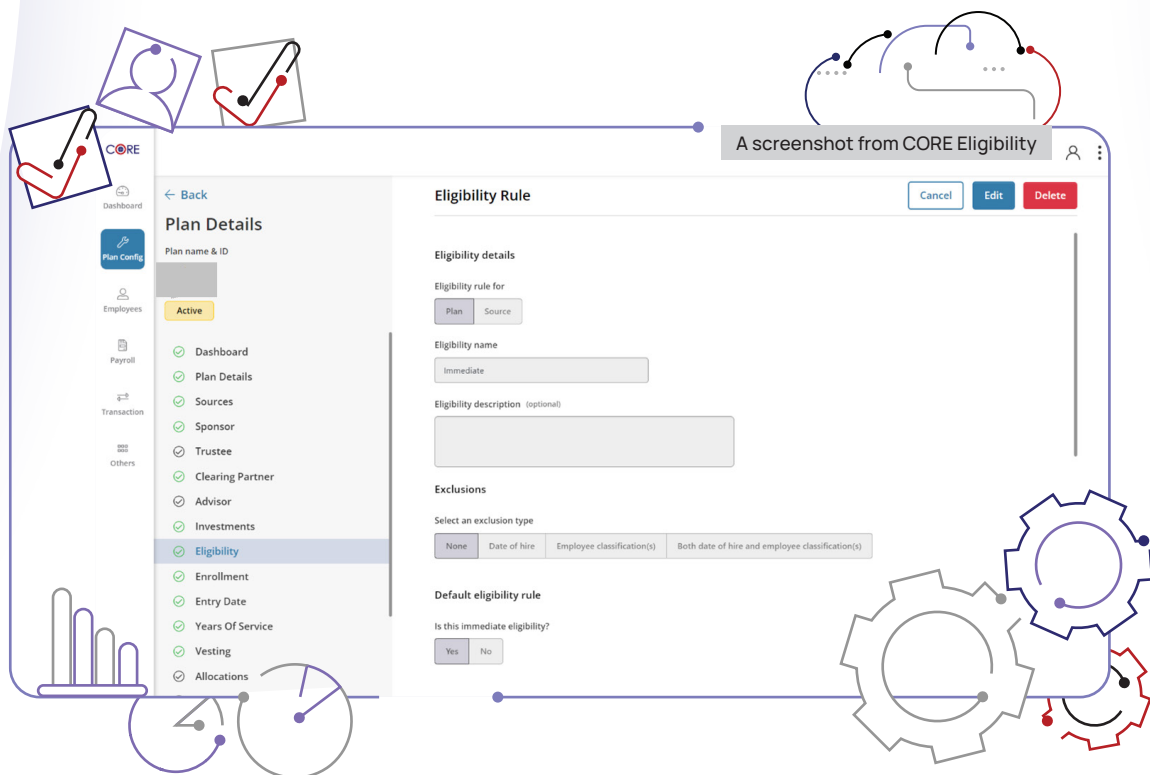 A screenshot from CORE Eligibility
CORE
Dashboard
Plan Config
Employees
Payroll
Transaction
Others
Back
Plan Details
Plan name & ID
Active
Dashboard
Plan Details
Sources
Sponsor
Trustee
Clearing Partner
Advisor
Investments
Eligibility
Enrollment
Entry Date
Years Of Service
Vesting
Allocations
Eligibility Rule
Cancel Edit Delete
Eligibility details
Eligibility rule for
Plan Source
Eligibility name
Immediate
Eligibility description (optional)
Exclusions
Select an exclusion type
None Date of hire Employee classification(s) Both date of hire and employee classification(s)
Default eligibility rule
Is this immediate eligibility?
Yes No